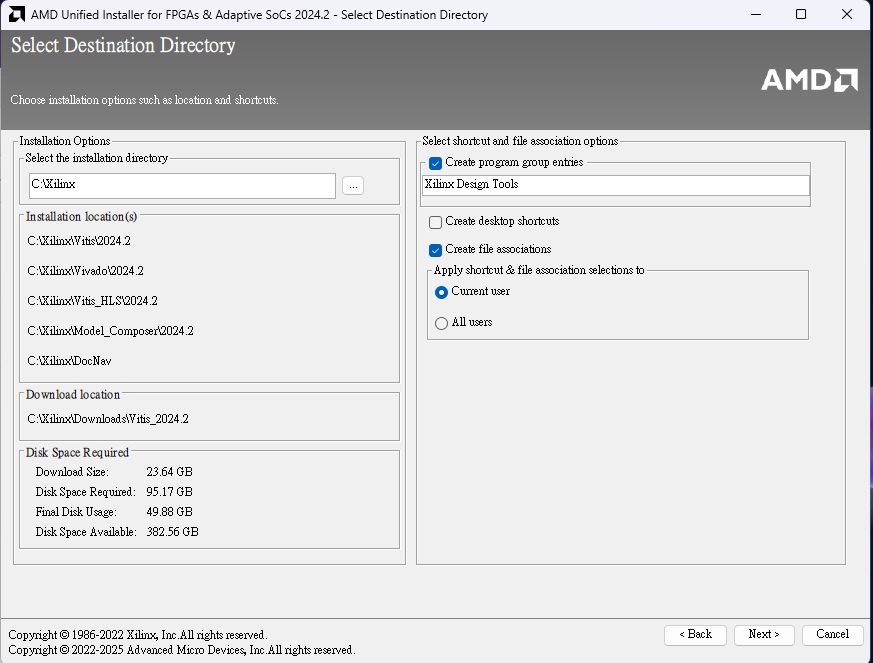 AMD Unified Installer for FPGAs & Adaptive SoCs 2024.2 - Select Destination Directory
Select Destination Directory
AMD
Choose installation options such as location and shortcuts.
Installation Options
Select the installation directory
C:\Xilinx
...
Installation location(s)
C:\Xilinx\Vitis\2024.2
C:\Xilinx\Vivado\2024.2
C:\Xilinx\Vitis_HLS\2024.2
C:\Xilinx\Model_Composer\2024.2
C:\Xilinx\DocNav
Download location
C:\Xilinx\Downloads\Vitis_2024.2
Disk Space Required
Download Size: 23.64 GB
Disk Space Required: 95.17 GB
Final Disk Usage: 49.88 GB
Disk Space Available: 382.56 GB
Select shortcut and file association options
Create program group entries
Xilinx Design Tools
Create desktop shortcuts
Create file associations
Apply shortcut & file association selections to
Current user
All users
Copyright © 1986-2022 Xilinx, Inc.All rights reserved.
Copyright © 2022-2025 Advanced Micro Devices, Inc.All rights reserved.
< Back
Next >
Cancel